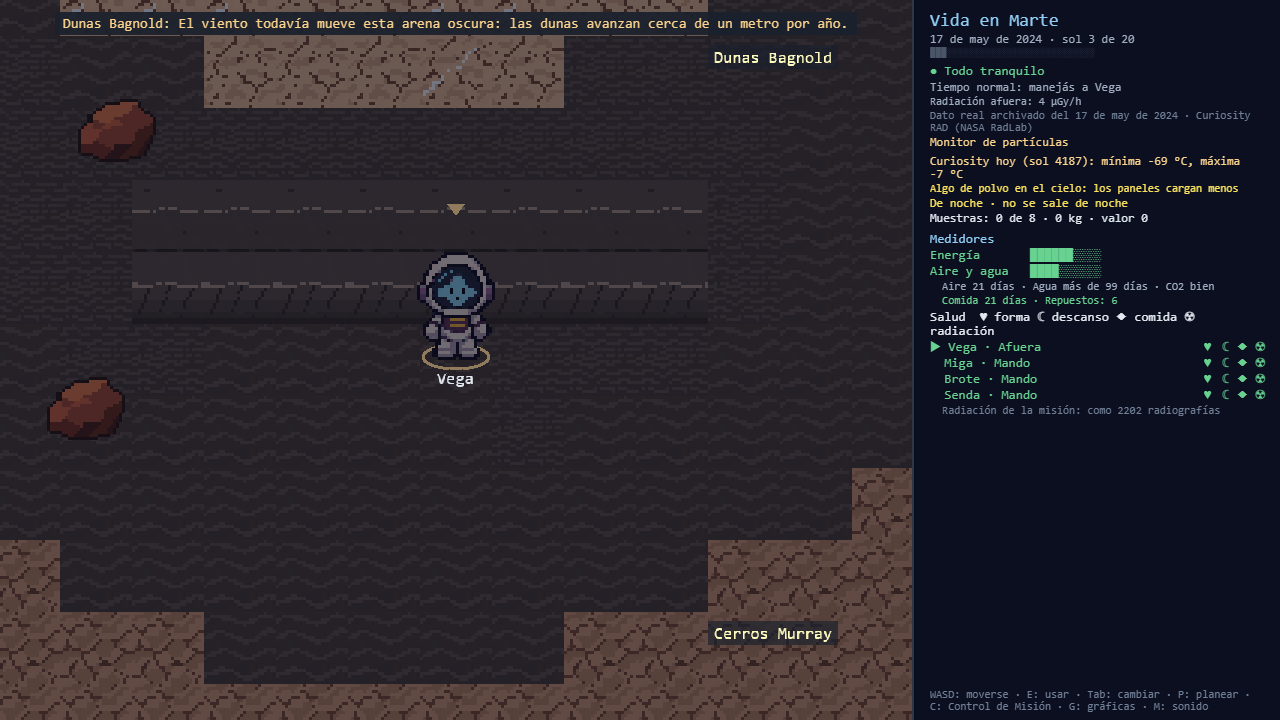 Dunas Bagnold: El viento todavía mueve esta arena oscura: las dunas avanzan cerca de un metro por año.
Dunas Bagnold
Vega
Cerros Murray
Vida en Marte
17 de may de 2024 · sol 3 de 20
● Todo tranquilo
Tiempo normal: manejás a Vega
Radiación afuera: 4 µGy/h
Dato real archivado del 17 de may de 2024 · Curiosity
RAD (NASA RadLab)
Monitor de partículas
Curiosity hoy (sol 4187): mínima -69 °C, máxima
-7 °C
Algo de polvo en el cielo: los paneles cargan menos
De noche · no se sale de noche
Muestras: 0 de 8 · 0 kg · valor 0
Medidores
Energía
Aire y agua
Aire 21 días · Agua más de 99 días · CO2 bien
Comida 21 días · Repuestos: 6
Salud ♥ forma ☾ descanso ◆ comida ☢
radiación
▶ Vega · Afuera ♥ ☾ ◆ ☢
Miga · Mando ♥ ☾ ◆ ☢
Brote · Mando ♥ ☾ ◆ ☢
Senda · Mando ♥ ☾ ◆ ☢
Radiación de la misión: como 2202 radiografías
WASD: moverse · E: usar · Tab: cambiar · P: planear ·
C: Control de Misión · G: gráficas · M: sonido